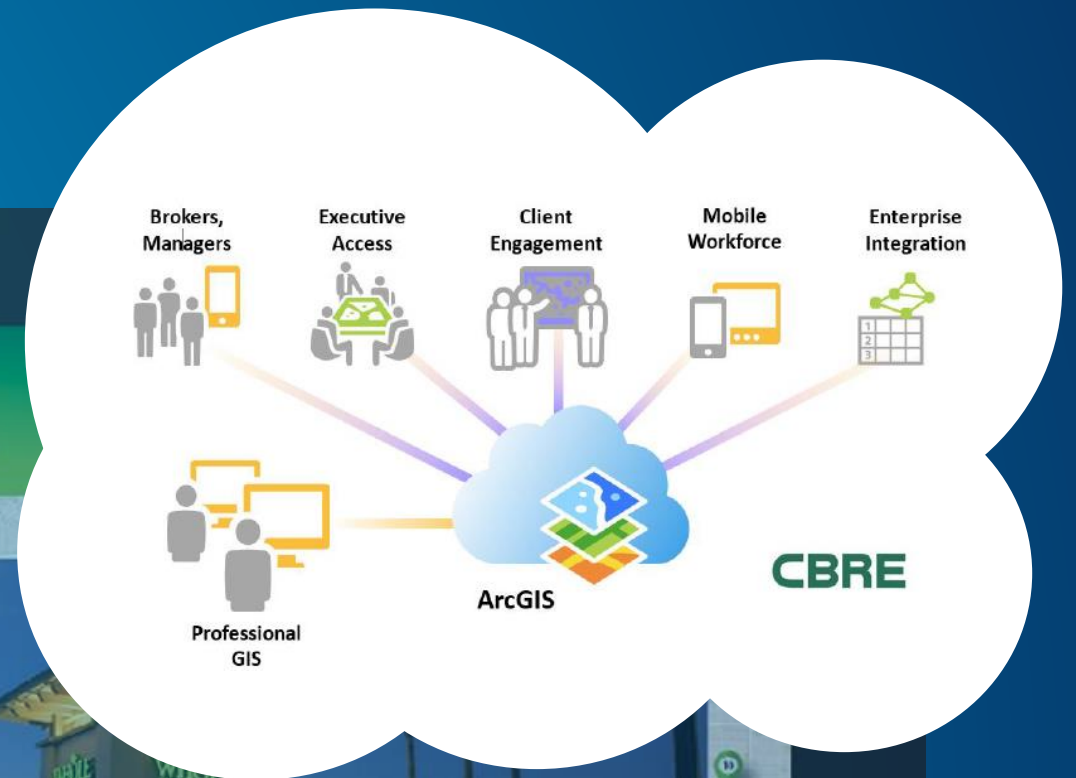 Brokers,
Managers
Executive
Access
Client
Engagement
Mobile
Workforce
Enterprise
Integration
1
2
3
ArcGIS
CBRE
Professional
GIS